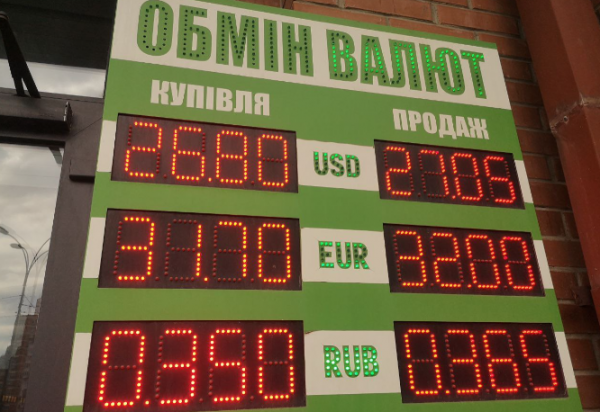 ОБМІН ВАЛЮТ
КУПІВЛЯ ПРОДАЖ
26.80 USD 27.05
31.70 EUR 32.00
0.350 RUB 0.365